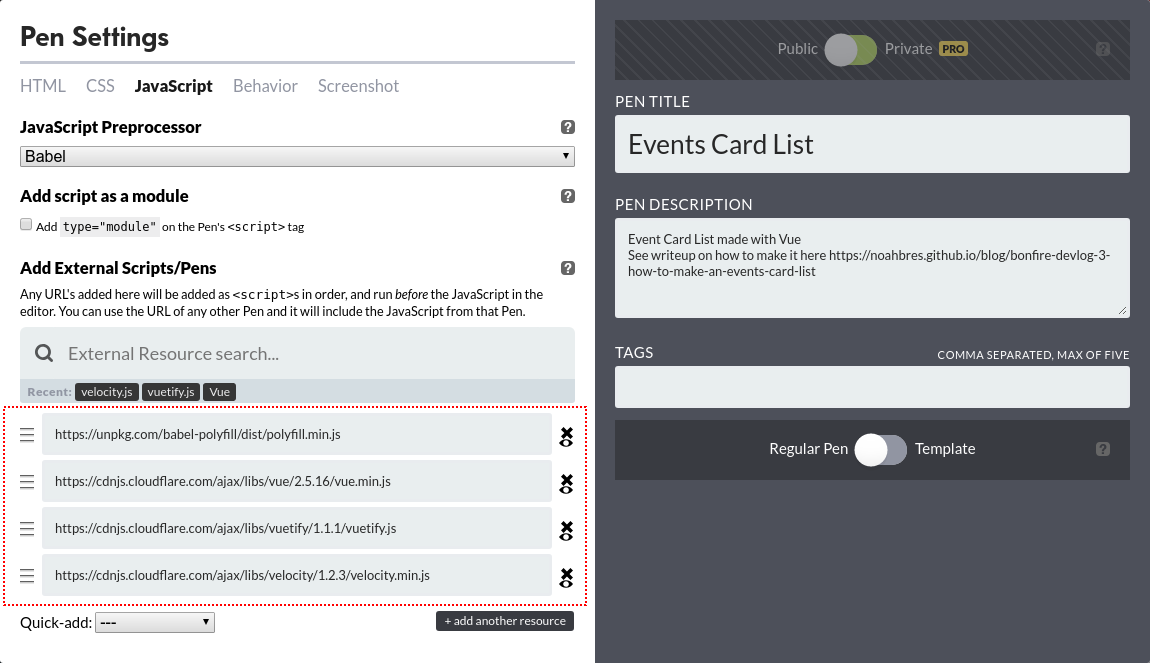 Pen Settings
HTML CSS JavaScript Behavior Screenshot
JavaScript Preprocessor ?
Babel
Add script as a module ?
Add type="module" on the Pen's <script> tag
Add External Scripts/Pens ?
Any URL's added here will be added as <script>s in order, and run before the JavaScript in the
editor. You can use the URL of any other Pen and it will include the JavaScript from that Pen.
External Resource search...
Recent: velocity.js vuetify.js Vue
https://unpkg.com/babel-polyfill/dist/polyfill.min.js
https://cdnjs.cloudflare.com/ajax/libs/vue/2.5.16/vue.min.js
https://cdnjs.cloudflare.com/ajax/libs/vuetify/1.1.1/vuetify.js
https://cdnjs.cloudflare.com/ajax/libs/velocity/1.2.3/velocity.min.js
Quick-add: --- + add another resource
Public Private PRO ?
PEN TITLE
Events Card List
PEN DESCRIPTION
Event Card List made with Vue
See writeup on how to make it here https://noahbres.github.io/blog/bonfire-devlog-3-
how-to-make-an-events-card-list
TAGS COMMA SEPARATED, MAX OF FIVE
Regular Pen Template ?